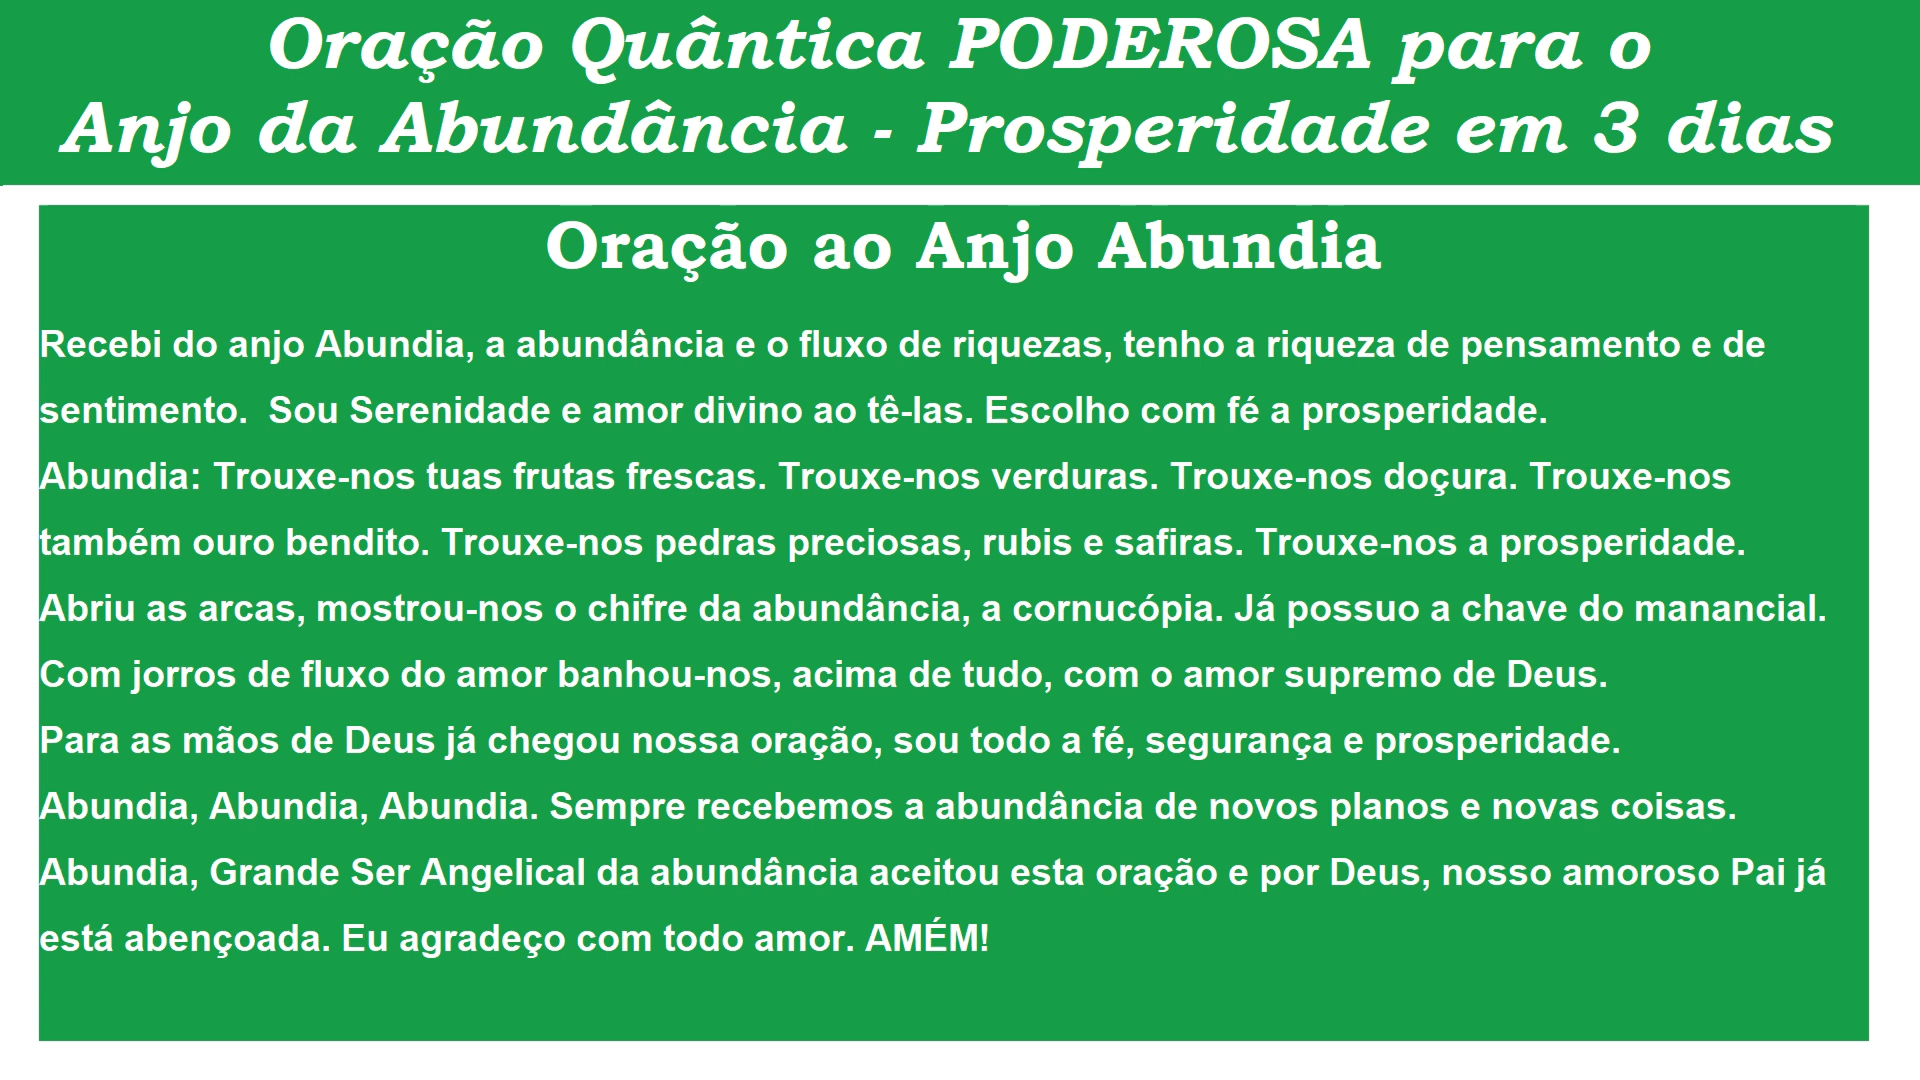 Oração Quântica PODEROSA para o
Anjo da Abundância - Prosperidade em 3 dias
Oração ao Anjo Abundia
Recebi do anjo Abundia, a abundância e o fluxo de riquezas, tenho a riqueza de pensamento e de
sentimento.  Sou Serenidade e amor divino ao tê-las. Escolho com fé a prosperidade.
Abundia: Trouxe-nos tuas frutas frescas. Trouxe-nos verduras. Trouxe-nos doçura. Trouxe-nos
também ouro bendito. Trouxe-nos pedras preciosas, rubis e safiras. Trouxe-nos a prosperidade.
Abriu as arcas, mostrou-nos o chifre da abundância, a cornucópia. Já possuo a chave do manancial.
Com jorros de fluxo do amor banhou-nos, acima de tudo, com o amor supremo de Deus.
Para as mãos de Deus já chegou nossa oração, sou todo a fé, segurança e prosperidade.
Abundia, Abundia, Abundia. Sempre recebemos a abundância de novos planos e novas coisas.
Abundia, Grande Ser Angelical da abundância aceitou esta oração e por Deus, nosso amoroso Pai já
está abençoada. Eu agradeço com todo amor. AMÉM!